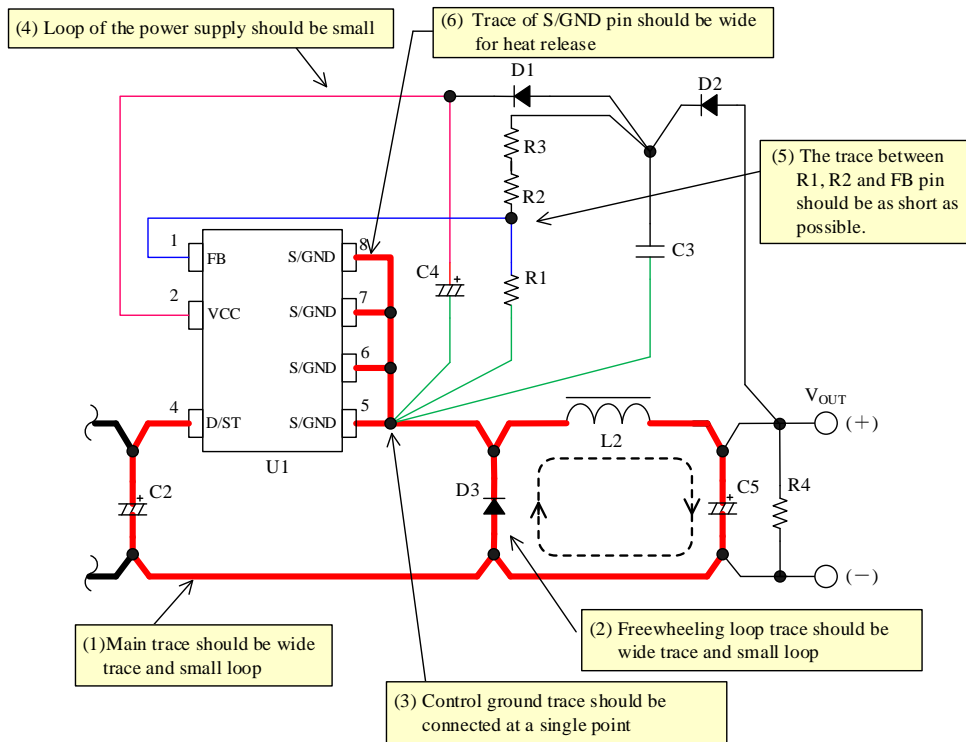 (4) Loop of the power supply should be small
(6) Trace of S/GND pin should be wide
for heat release
D1
D2
R3
R2
(5) The trace between
R1, R2 and FB pin
should be as short as
possible.
1
FB
S/GND
8
C4
R1
C3
2
VCC
S/GND
7
S/GND
6
4
D/ST
S/GND
5
U1
L2
VOUT
(+)
C2
+
D3
C5
+
R4
+
(-)
(1)Main trace should be wide
trace and small loop
(2) Freewheeling loop trace should be
wide trace and small loop
(3) Control ground trace should be
connected at a single point